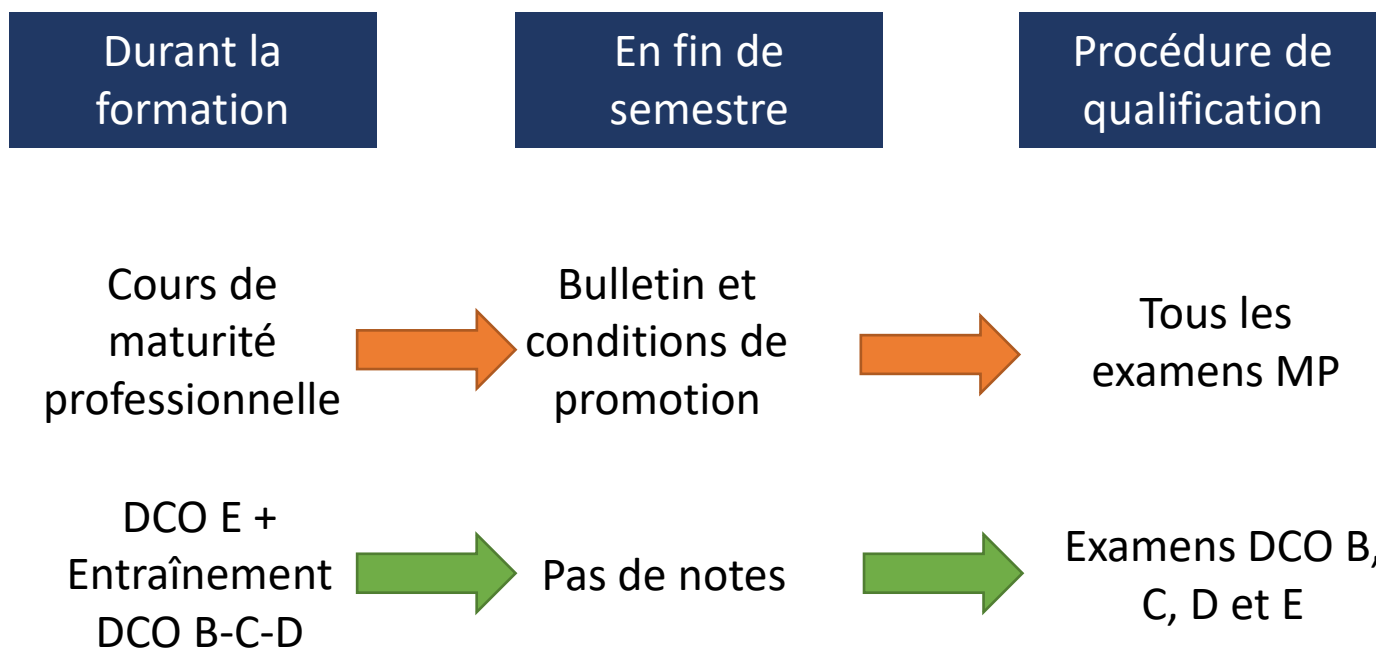 Durant la
formation
En fin de
semestre
Procédure de
qualification
Cours de
maturité
professionnelle
Bulletin et
conditions de
promotion
Tous les
examens MP
DCO E +
Entraînement
DCO B-C-D
Pas de notes
Examens DCO B,
C, D et E